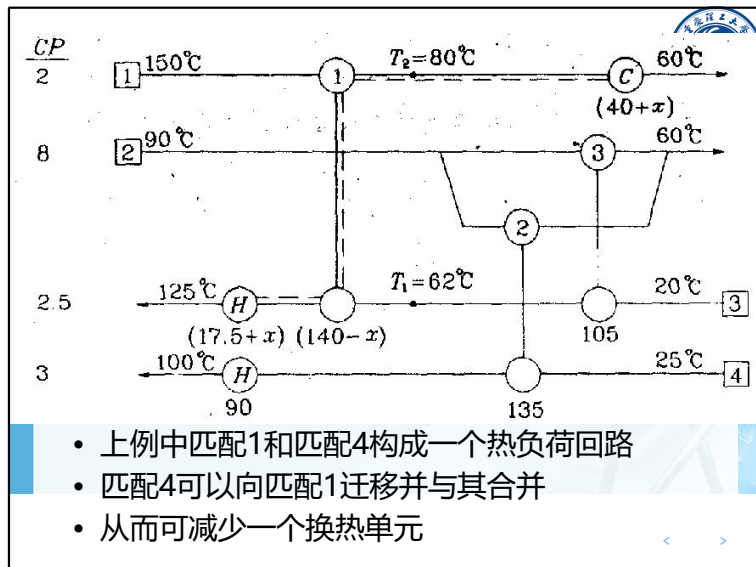 CP
2
1
150℃
1
T₂=80℃
C
60℃
(40+x)
8
2
90℃
3
60℃
2
2.5
125℃
H
T₁=62℃
20℃
3
(17.5+x)
(140-x)
105
3
100℃
H
25℃
4
90
135
• 上例中匹配1和匹配4构成一个热负荷回路
• 匹配4可以向匹配1迁移并与其合并
• 从而可减少一个换热单元